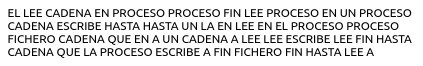 EL LEE CADENA EN PROCESO PROCESO FIN LEE PROCESO EN UN PROCESO
CADENA ESCRIBE HASTA HASTA UN LA EN LEE EN EL PROCESO PROCESO
FICHERO CADENA QUE EN A UN CADENA A LEE LEE ESCRIBE LEE FIN HASTA
CADENA QUE LA PROCESO ESCRIBE A FIN FICHERO FIN HASTA LEE A